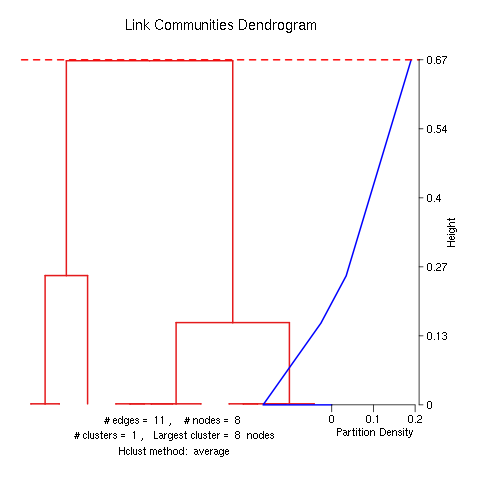 Link Communities Dendrogram
0.67
0.54
0.4
0.27
0.13
0
Height
0 0.1 0.2
Partition Density
# edges = 11 , # nodes = 8
# clusters = 1 , Largest cluster = 8 nodes
Hclust method: average